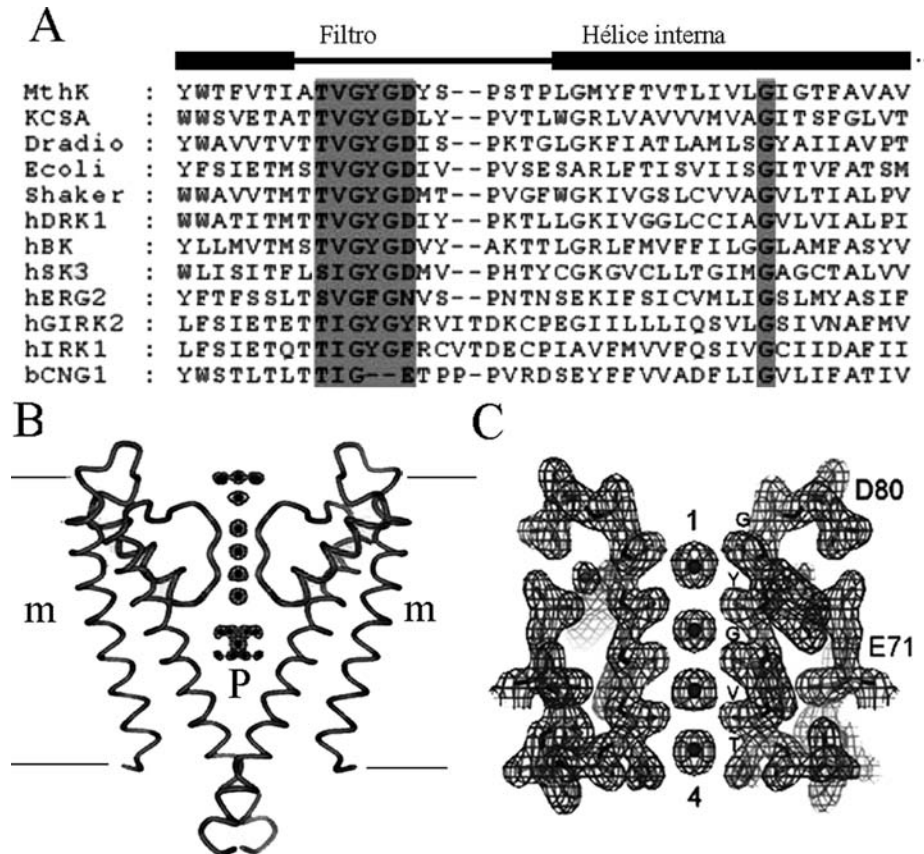 A
Filtro Hélice interna
MthK : YWTFVTIATVGYGDYS--PSTPLGMYFTVTLIVLGIGTFAVAV
KCSA : WWSVETATTVGYGDLY--PVTLWGRLVAVVVMVAGITSFGLVT
Dradio : YWAVVTVTTVGYGDIS--PKTGLGKFIATLAMLSGYAIIAVPT
Ecoli : YFSIETMSTVGYGDIV--PVSESARLFTISVIISGITVFATSM
Shaker : WWAVVTMTTVGYGDMT--PVGFWGKIVGSLCVVAGVLTIALPV
hDRK1 : WWATITMTTVGYGDIY--PKTLLGKIVGGLCCIAGVLVIALPI
hBK : YLLMVTMSTVGYGDVY--AKTTLGRLFMVFFILGGLAMFASYV
hSK3 : WLISITFLSIGYGDMV--PHTYCGKGVCLLTGIMGAGCTALVV
hERG2 : YFTFSSLTSVGFGNVS--PNTNSEKIFSICVMLIGSLMYASIF
hGIRK2 : LFSIETETTIGYGYRVITDKCPEGIILLLIQSVLGSIVNAFMV
hIRK1 : LFSIETQTTIGYGFRCVTDECPIAVFMVVFQSIVGCIIDAFII
bCNG1 : YWSTLTLTTIG--ETPP-PVRDSEYFFVVADFLIGVLIFATIV
B
m m
P
C
D80
1 G
Y
G
E71
V
T
4